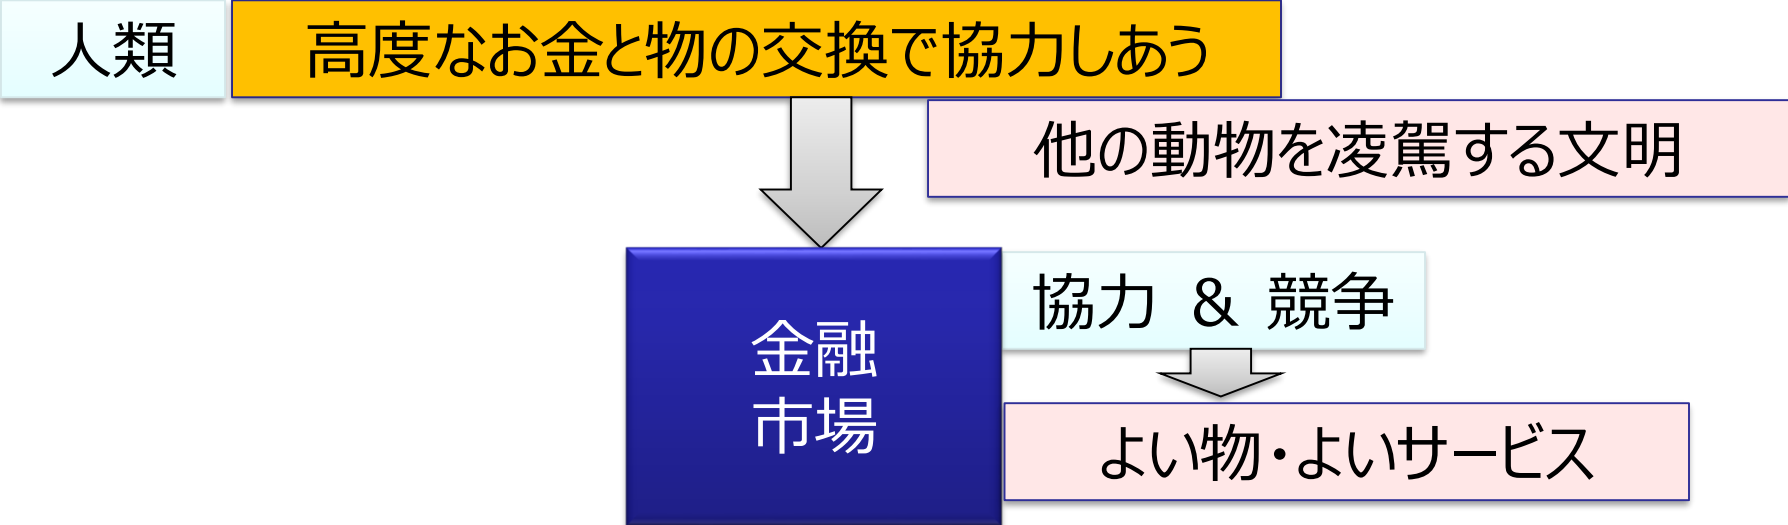 人類
高度なお金と物の交換で協力しあう
他の動物を凌駕する文明
協力 & 競争
金融
市場
よい物・よいサービス